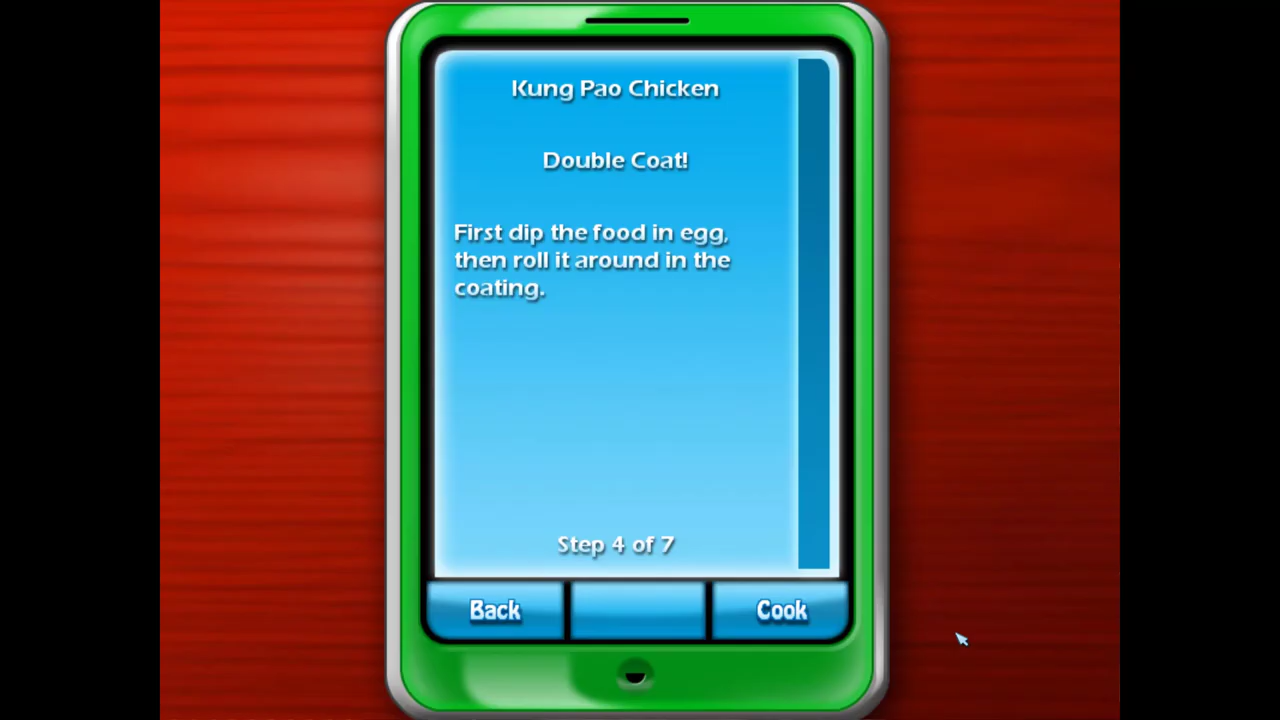 Kung Pao Chicken
Double Coat!
First dip the food in egg,
then roll it around in the
coating.
Step 4 of 7
Back
Cook